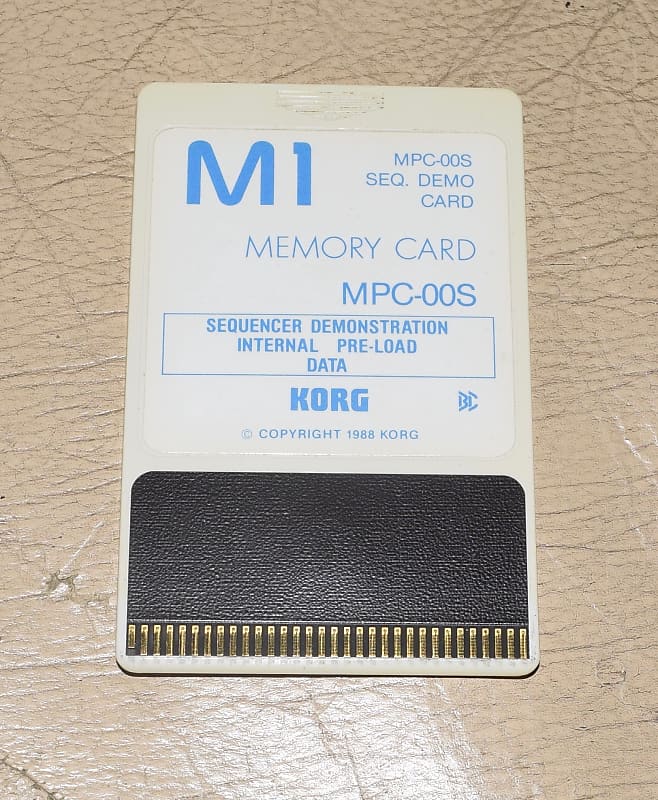 M1
MPC-00S
SEQ. DEMO
CARD
MEMORY CARD
MPC-00S
SEQUENCER DEMONSTRATION
INTERNAL PRE-LOAD
DATA
KORG
© COPYRIGHT 1988 KORG